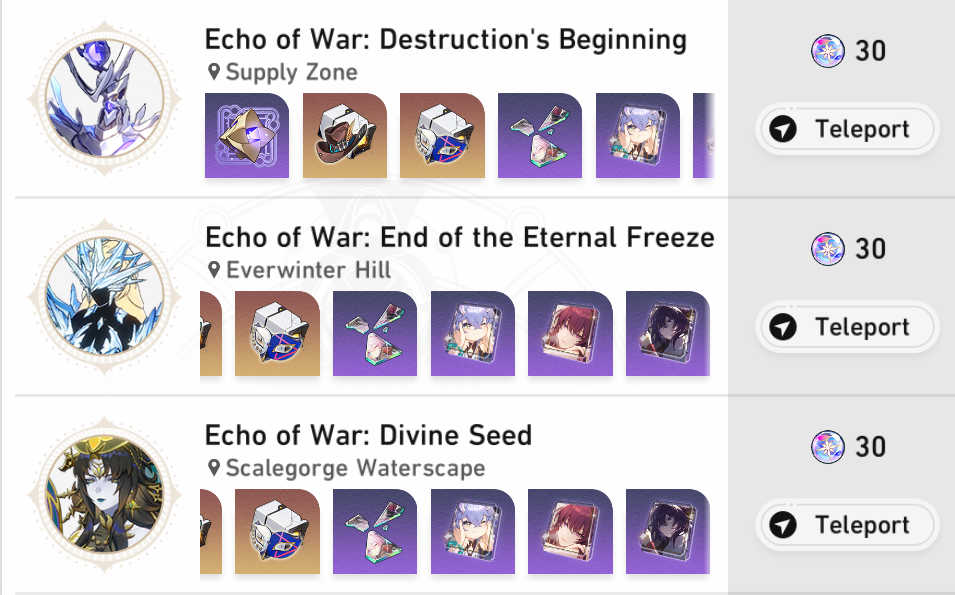 Echo of War: Destruction's Beginning
Supply Zone
30
Teleport
Echo of War: End of the Eternal Freeze
Everwinter Hill
30
Teleport
Echo of War: Divine Seed
Scalegorge Waterscape
30
Teleport